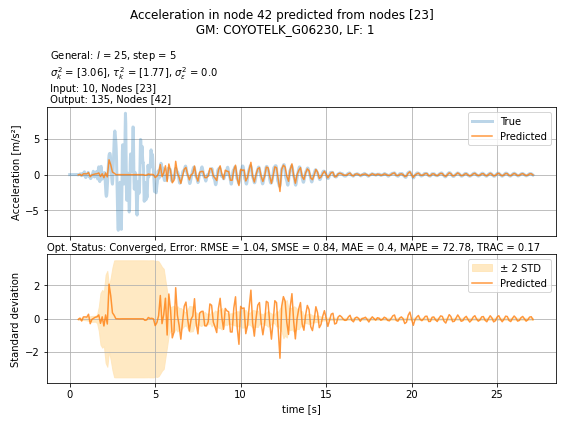 Acceleration in node 42 predicted from nodes [23]
GM: COYOTELK_G06230, LF: 1
General: l = 25, step = 5
σ²ₖ = [3.06], τ²ₖ = [1.77], σ²ε = 0.0
Input: 10, Nodes [23]
Output: 135, Nodes [42]
True
Predicted
Acceleration [m/s²]
5
0
−5
Opt. Status: Converged, Error: RMSE = 1.04, SMSE = 0.84, MAE = 0.4, MAPE = 72.78, TRAC = 0.17
± 2 STD
Predicted
Standard deviation
2
0
−2
0 5 10 15 20 25
time [s]